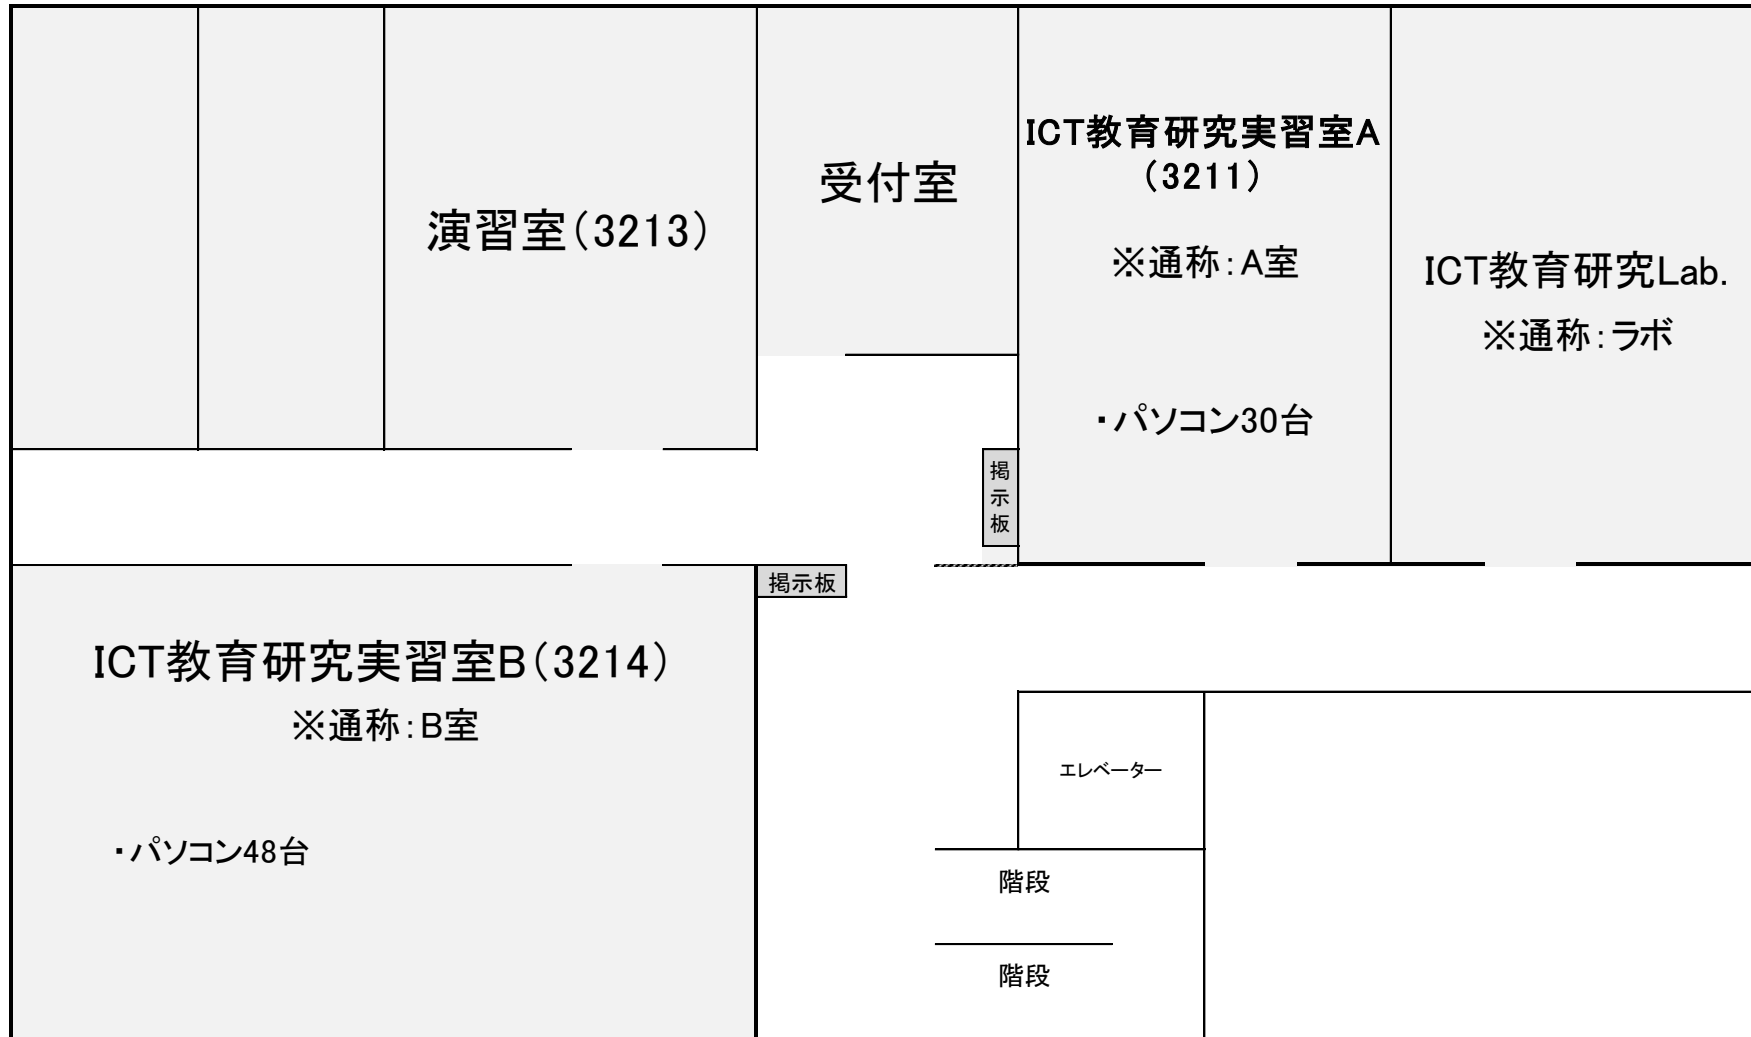 演習室(3213)
受付室
ICT教育研究実習室A
(3211)
※通称:A室
・パソコン30台
ICT教育研究Lab.
※通称:ラボ
掲示板
掲示板
ICT教育研究実習室B(3214)
※通称:B室
・パソコン48台
エレベーター
階段
階段